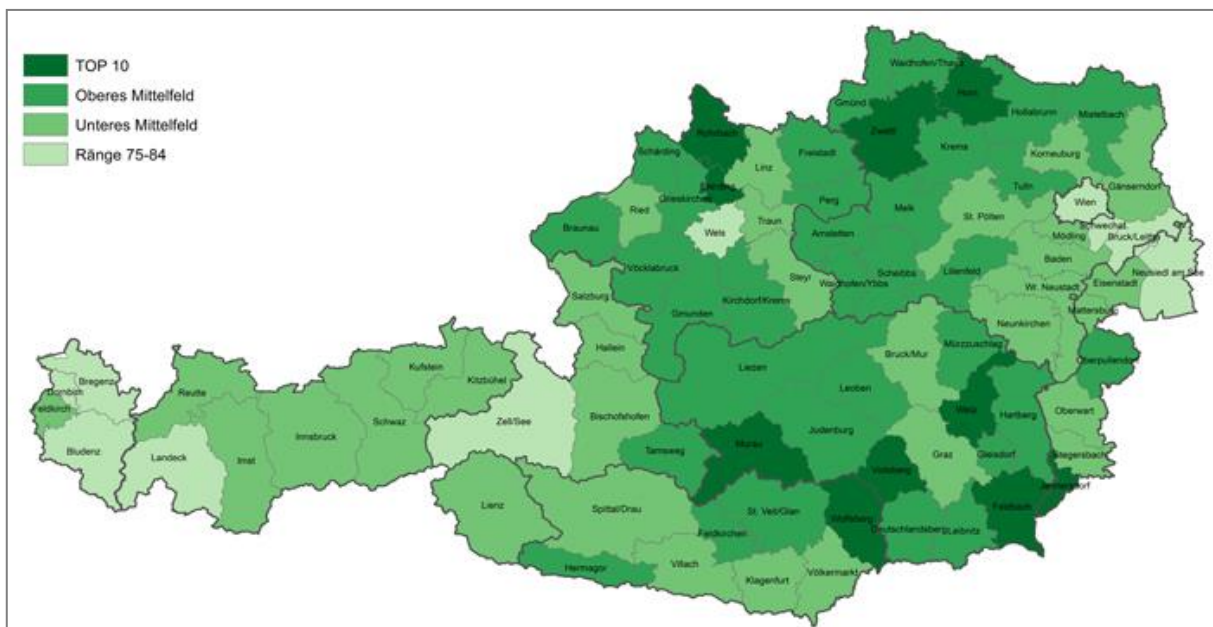 TOP 10
Oberes Mittelfeld
Unteres Mittelfeld
Ränge 75-84
Waidhofen/Thaya
Horn
Gmünd
Hollabrunn
Mistelbach
Zwettl
Rohrbach
Schärding
Freistadt
Linz
Krems
Korneuburg
Gänserndorf
Tulln
Grieskirchen
Perg
Wien
Ried
Melk
St. Pölten
Traun
Wels
Schwechat
Bruck/Leitha
Braunau
Amstetten
Mödling
Baden
Vöcklabruck
Steyr
Scheibbs
Lilienfeld
Neusiedl am See
Waidhofen/Ybbs
Eisenstadt
Salzburg
Kirchdorf/Krems
Wr. Neustadt
Gmunden
Mattersburg
Neunkirchen
Hallein
Bruck/Mur
Mürzzuschlag
Oberpullendorf
Kufstein
Liezen
Bregenz
Kitzbühel
Leoben
Dornbirn
Reutte
Feldkirch
Bischofshofen
Weiz
Hartberg
Oberwart
Schwaz
Zell/See
Innsbruck
Judenburg
Murau
Bludenz
Landeck
Imst
Tamsweg
Graz
Gleisdorf
Stegersbach
Voitsberg
Jennersdorf
Lienz
Spittal/Drau
St. Veit/Glan
Feldbach
Wolfsberg
Feldkirchen
Deutschlandsberg
Leibnitz
Hermagor
Villach
Völkermarkt
Klagenfurt